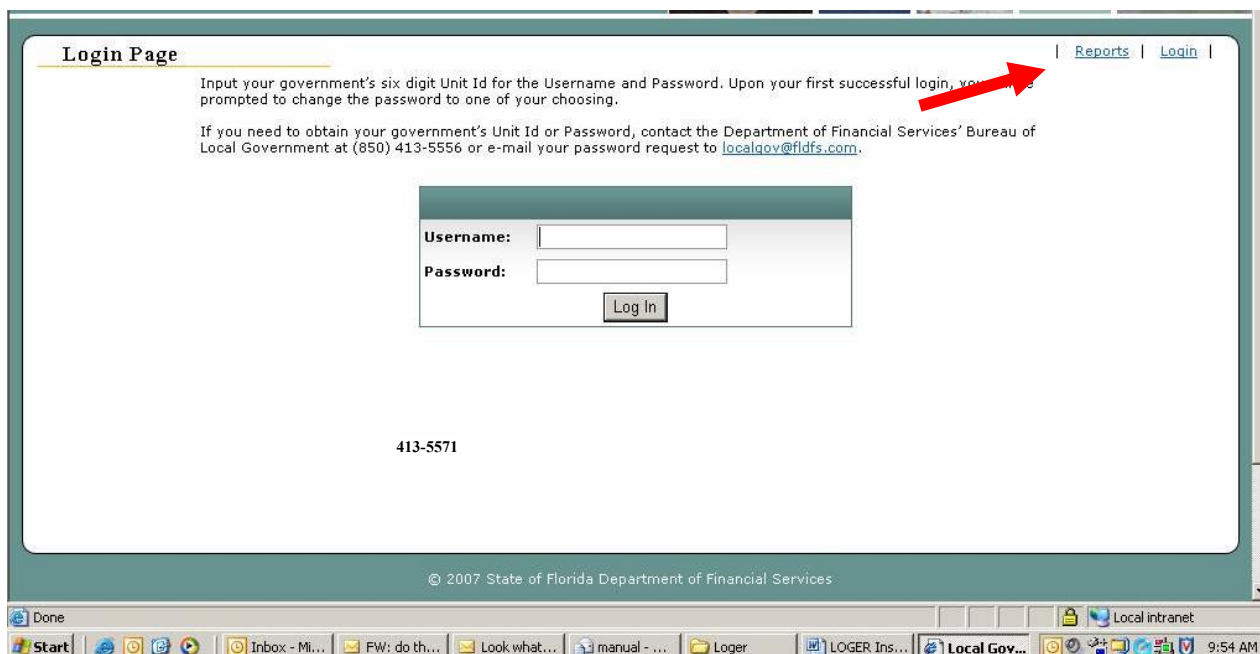 Login Page
| Reports | Login |
Input your government's six digit Unit Id for the Username and Password. Upon your first successful login, you
prompted to change the password to one of your choosing.
If you need to obtain your government's Unit Id or Password, contact the Department of Financial Services' Bureau of
Local Government at (850) 413-5556 or e-mail your password request to localgov@fldfs.com.
Username:
Password:
Log In
413-5571
© 2007 State of Florida Department of Financial Services
Done
Local intranet
Start
Inbox - Mi...
FW: do th...
Look what...
manual - ...
Loger
LOGER Ins...
Local Gov...
9:54 AM